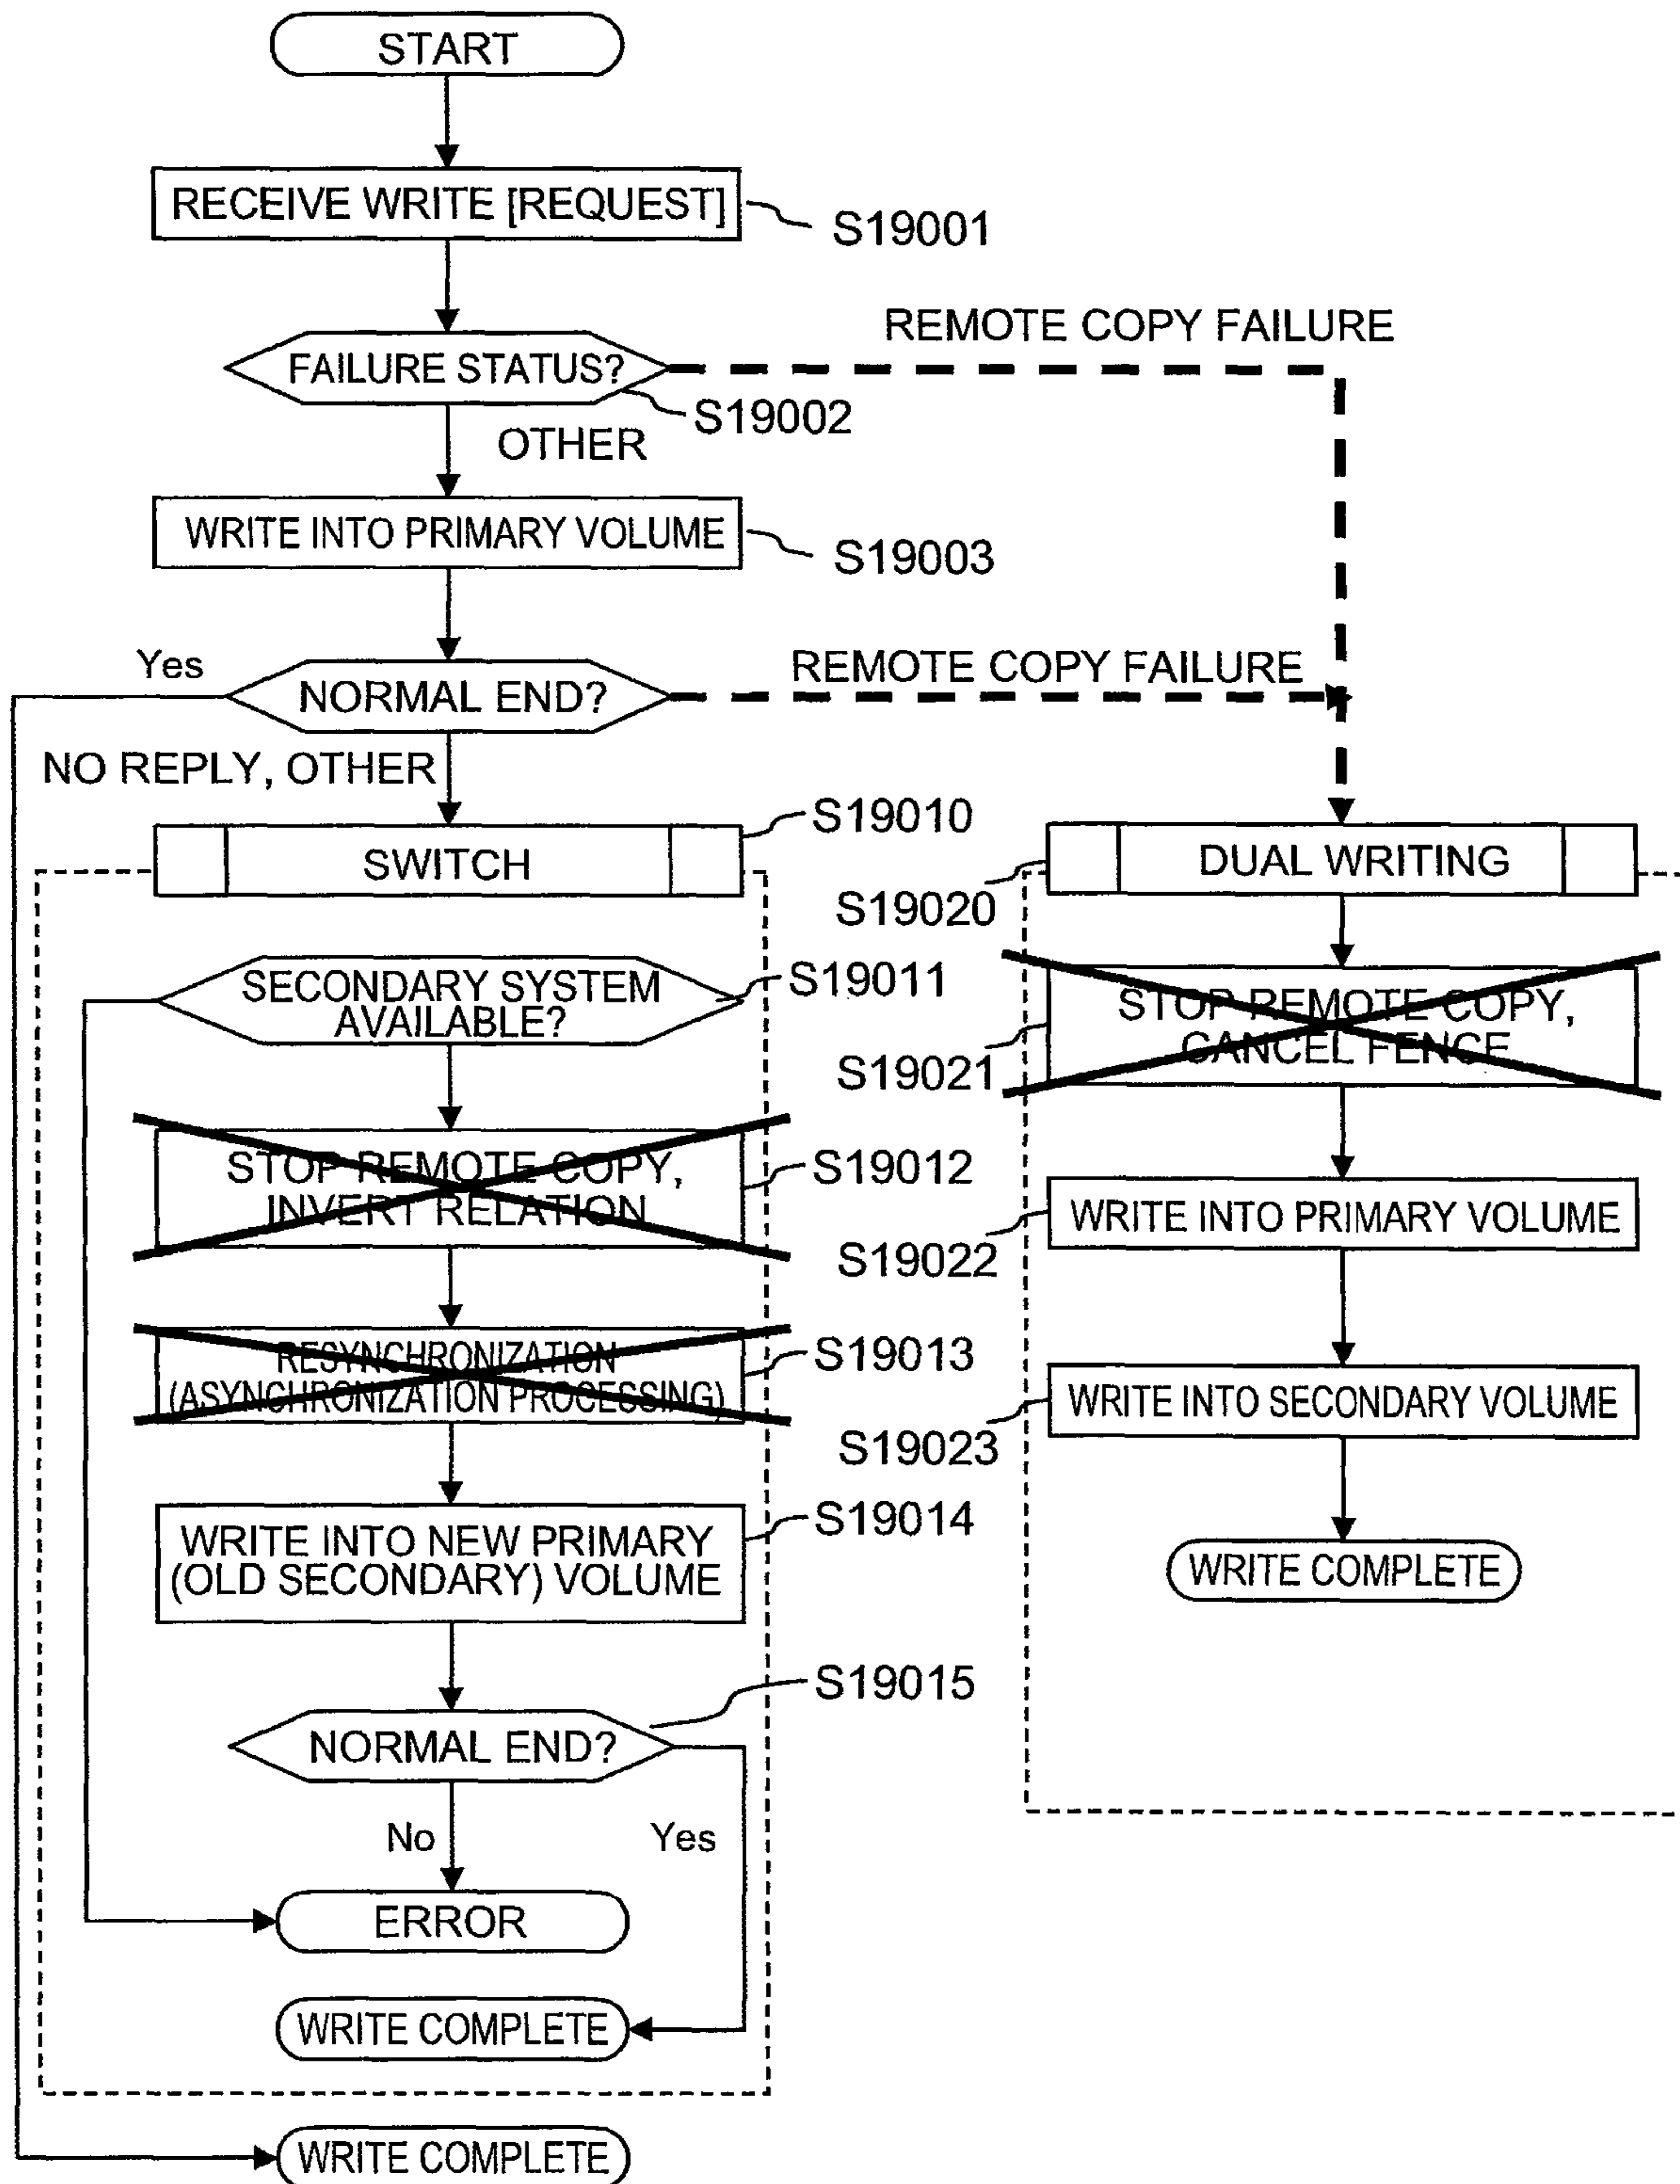 START
RECEIVE WRITE [REQUEST]
S19001
REMOTE COPY FAILURE
FAILURE STATUS?
S19002
OTHER
WRITE INTO PRIMARY VOLUME
S19003
Yes
NORMAL END?
REMOTE COPY FAILURE
NO REPLY, OTHER
S19010
SWITCH
DUAL WRITING
S19020
SECONDARY SYSTEM
AVAILABLE?
S19011
STOP REMOTE COPY,
CANCEL FENCE
S19021
STOP REMOTE COPY,
INVERT RELATION
S19012
WRITE INTO PRIMARY VOLUME
S19022
RESYNCHRONIZATION
(ASYNCHRONIZATION PROCESSING)
S19013
WRITE INTO SECONDARY VOLUME
S19023
WRITE INTO NEW PRIMARY
(OLD SECONDARY) VOLUME
S19014
WRITE COMPLETE
S19015
NORMAL END?
No
Yes
ERROR
WRITE COMPLETE
WRITE COMPLETE